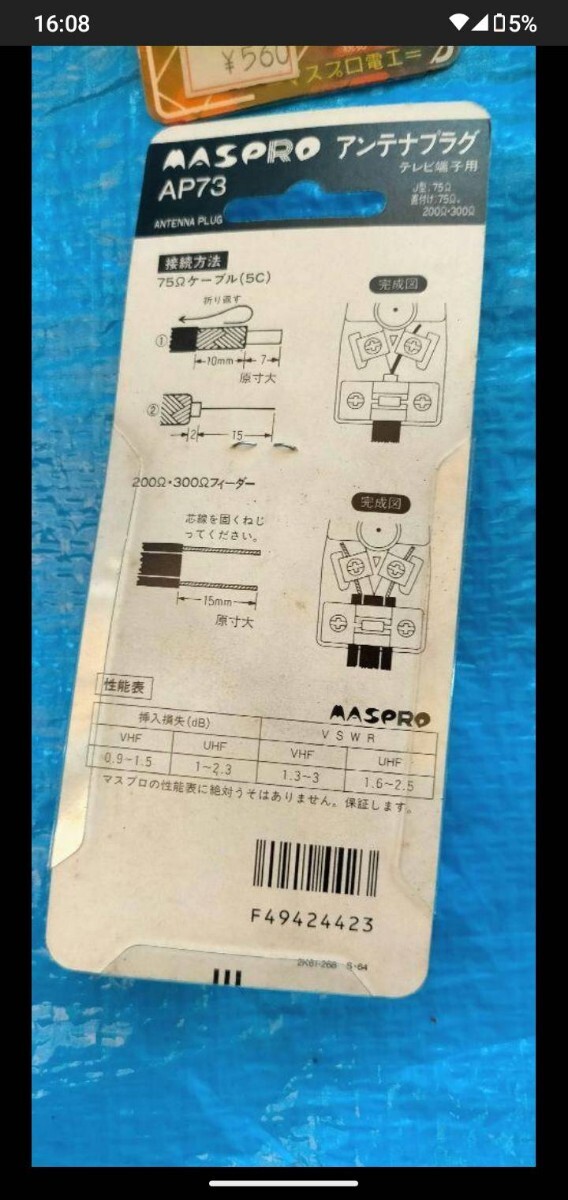 16:08
5%
¥560
スプロ電工=
MASPRO アンテナプラグ
テレビ端子用
AP73
J型:75Ω
直付け:75Ω、
200Ω・300Ω
ANTENNA PLUG
接続方法
75Ωケーブル(5C)
完成図
折り返す
①
10mm
7
原寸大
②
2
15
200Ω・300Ωフィーダー
完成図
芯線を固くねじ
ってください。
15mm
原寸大
性能表
MASPRO
挿入損失(dB) VSWR
VHF UHF VHF UHF
0.9~1.5 1~2.3 1.3~3 1.6~2.5
マスプロの性能表に絶対うそはありません。保証します。
F49424423
S-64